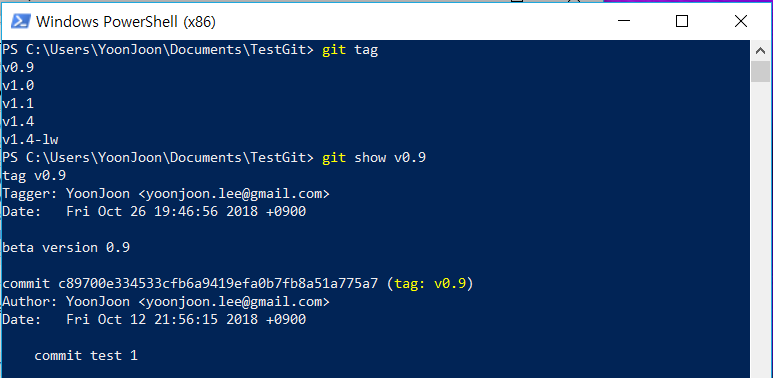 Windows PowerShell (x86)
PS C:\Users\YoonJoon\Documents\TestGit> git tag
v0.9
v1.0
v1.1
v1.4
v1.4-lw
PS C:\Users\YoonJoon\Documents\TestGit> git show v0.9
tag v0.9
Tagger: YoonJoon <yoonjoon.lee@gmail.com>
Date:   Fri Oct 26 19:46:56 2018 +0900

beta version 0.9

commit c89700e334533cfb6a9419efa0b7fb8a51a775a7 (tag: v0.9)
Author: YoonJoon <yoonjoon.lee@gmail.com>
Date:   Fri Oct 12 21:56:15 2018 +0900

    commit test 1